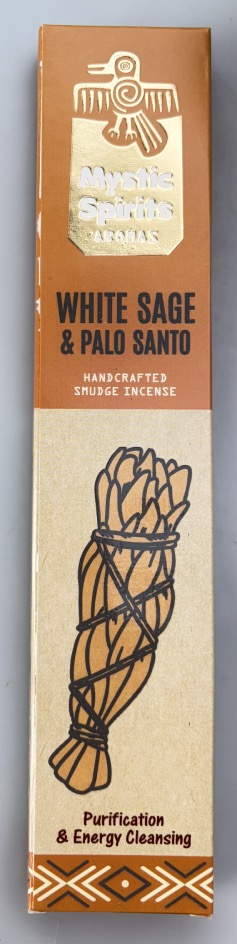 Mystic
Spirits
AROMAS
WHITE SAGE
& PALO SANTO
HANDCRAFTED
SMUDGE INCENSE
Purification
& Energy Cleansing